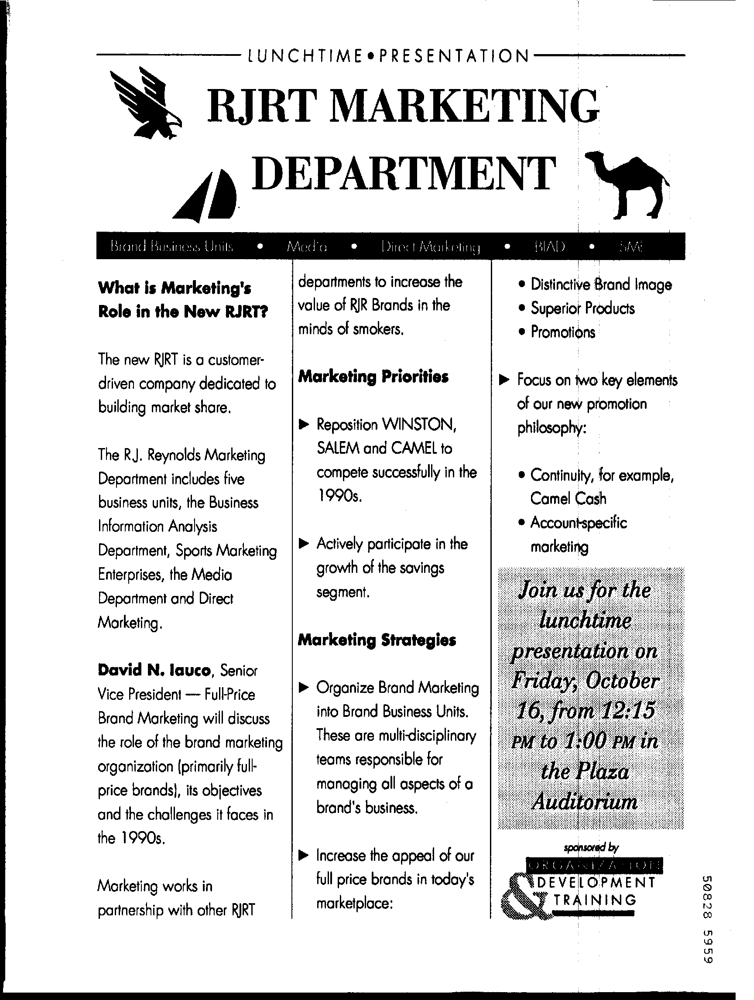 LUNCHTIME•PRESENTATION
RJRT MARKETING
DEPARTMENT
Brand Business Units • Media • Direct Marketing • BIAD • SME
What is Marketing's
Role in the New RJRT?
The new RJRT is a customer-
driven company dedicated to
building market share.
The R.J. Reynolds Marketing
Department includes five
business units, the Business
Information Analysis
Department, Sports Marketing
Enterprises, the Media
Department and Direct
Marketing.
David N. Iauco, Senior
Vice President — Full-Price
Brand Marketing will discuss
the role of the brand marketing
organization (primarily full-
price brands), its objectives
and the challenges it faces in
the 1990s.
Marketing works in
partnership with other RJRT
departments to increase the
value of RJR Brands in the
minds of smokers.
Marketing Priorities
► Reposition WINSTON,
SALEM and CAMEL to
compete successfully in the
1990s.
► Actively participate in the
growth of the savings
segment.
Marketing Strategies
► Organize Brand Marketing
into Brand Business Units.
These are multi-disciplinary
teams responsible for
managing all aspects of a
brand's business.
► Increase the appeal of our
full price brands in today's
marketplace:
• Distinctive Brand Image
• Superior Products
• Promotions
► Focus on two key elements
of our new promotion
philosophy:
• Continuity, for example,
Camel Cash
• Account-specific
marketing
Join us for the
lunchtime
presentation on
Friday, October
16, from 12:15
PM to 1:00 PM in
the Plaza
Auditorium
sponsored by
ORGANIZATION
DEVELOPMENT
& TRAINING
50828 5959